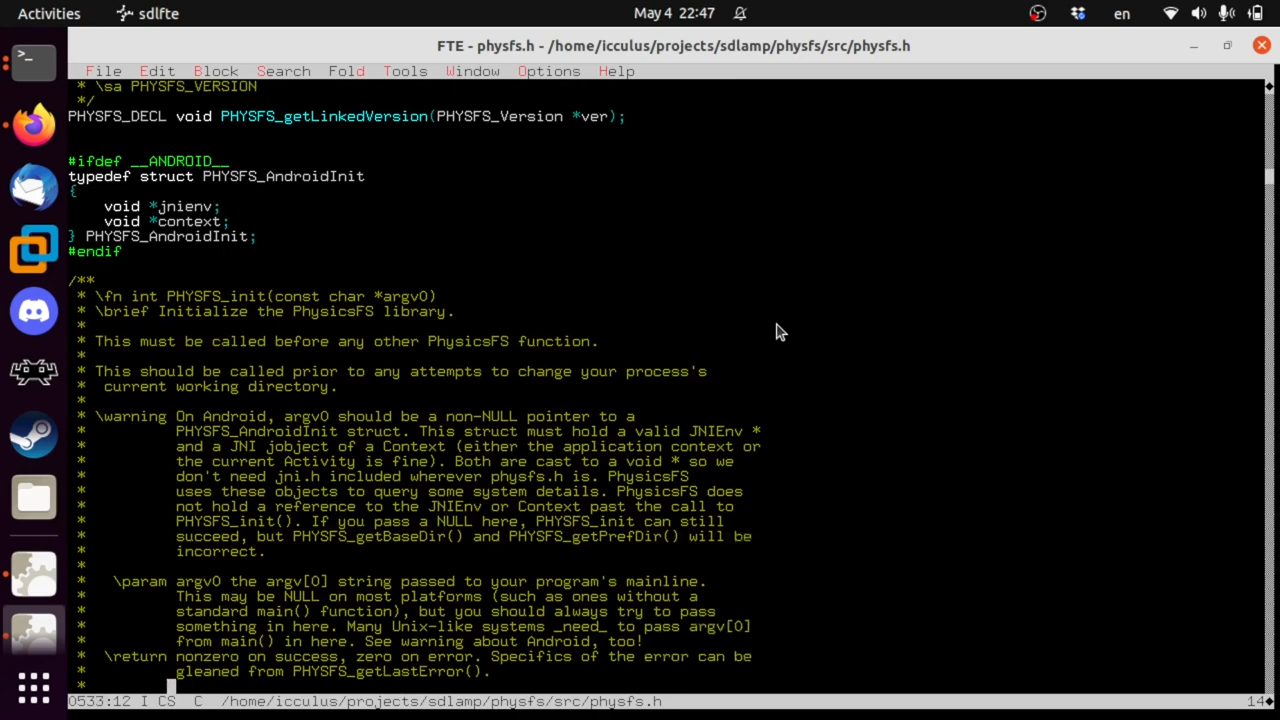 Activities sdlfte May 4 22:47 en
FTE - physfs.h - /home/icculus/projects/sdlamp/physfs/src/physfs.h
File Edit Block Search Fold Tools Window Options Help
* \sa PHYSFS_VERSION
*/
PHYSFS_DECL void PHYSFS_getLinkedVersion(PHYSFS_Version *ver);
#ifdef __ANDROID__
typedef struct PHYSFS_AndroidInit
{
void *jnienv;
void *context;
} PHYSFS_AndroidInit;
#endif
/**
* \fn int PHYSFS_init(const char *argv0)
* \brief Initialize the PhysicsFS library.
*
* This must be called before any other PhysicsFS function.
*
* This should be called prior to any attempts to change your process's
* current working directory.
*
* \warning On Android, argv0 should be a non-NULL pointer to a
* PHYSFS_AndroidInit struct. This struct must hold a valid JNIEnv *
* and a JNI jobject of a Context (either the application context or
* the current Activity is fine). Both are cast to a void * so we
* don't need jni.h included wherever physfs.h is. PhysicsFS
* uses these objects to query some system details. PhysicsFS does
* not hold a reference to the JNIEnv or Context past the call to
* PHYSFS_init(). If you pass a NULL here, PHYSFS_init can still
* succeed, but PHYSFS_getBaseDir() and PHYSFS_getPrefDir() will be
* incorrect.
*
* \param argv0 the argv[0] string passed to your program's mainline.
* This may be NULL on most platforms (such as ones without a
* standard main() function), but you should always try to pass
* something in here. Many Unix-like systems _need_ to pass argv[0]
* from main() in here. See warning about Android, too!
* \return nonzero on success, zero on error. Specifics of the error can be
* gleaned from PHYSFS_getLastError().
*
0533:12 I CS C /home/icculus/projects/sdlamp/physfs/src/physfs.h 14